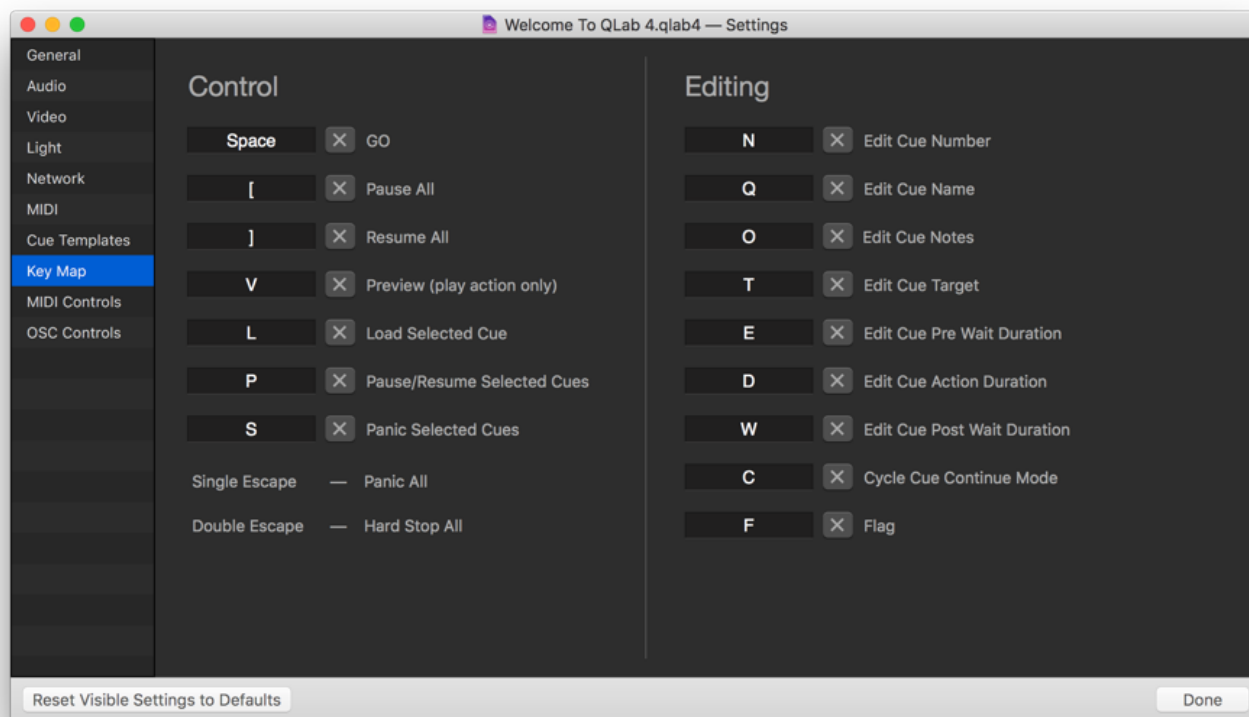 Welcome To QLab 4.qlab4 — Settings
General
Audio
Video
Light
Network
MIDI
Cue Templates
Key Map
MIDI Controls
OSC Controls
Control
Space GO
[ Pause All
] Resume All
V Preview (play action only)
L Load Selected Cue
P Pause/Resume Selected Cues
S Panic Selected Cues
Single Escape — Panic All
Double Escape — Hard Stop All
Editing
N Edit Cue Number
Q Edit Cue Name
O Edit Cue Notes
T Edit Cue Target
E Edit Cue Pre Wait Duration
D Edit Cue Action Duration
W Edit Cue Post Wait Duration
C Cycle Cue Continue Mode
F Flag
Reset Visible Settings to Defaults
Done